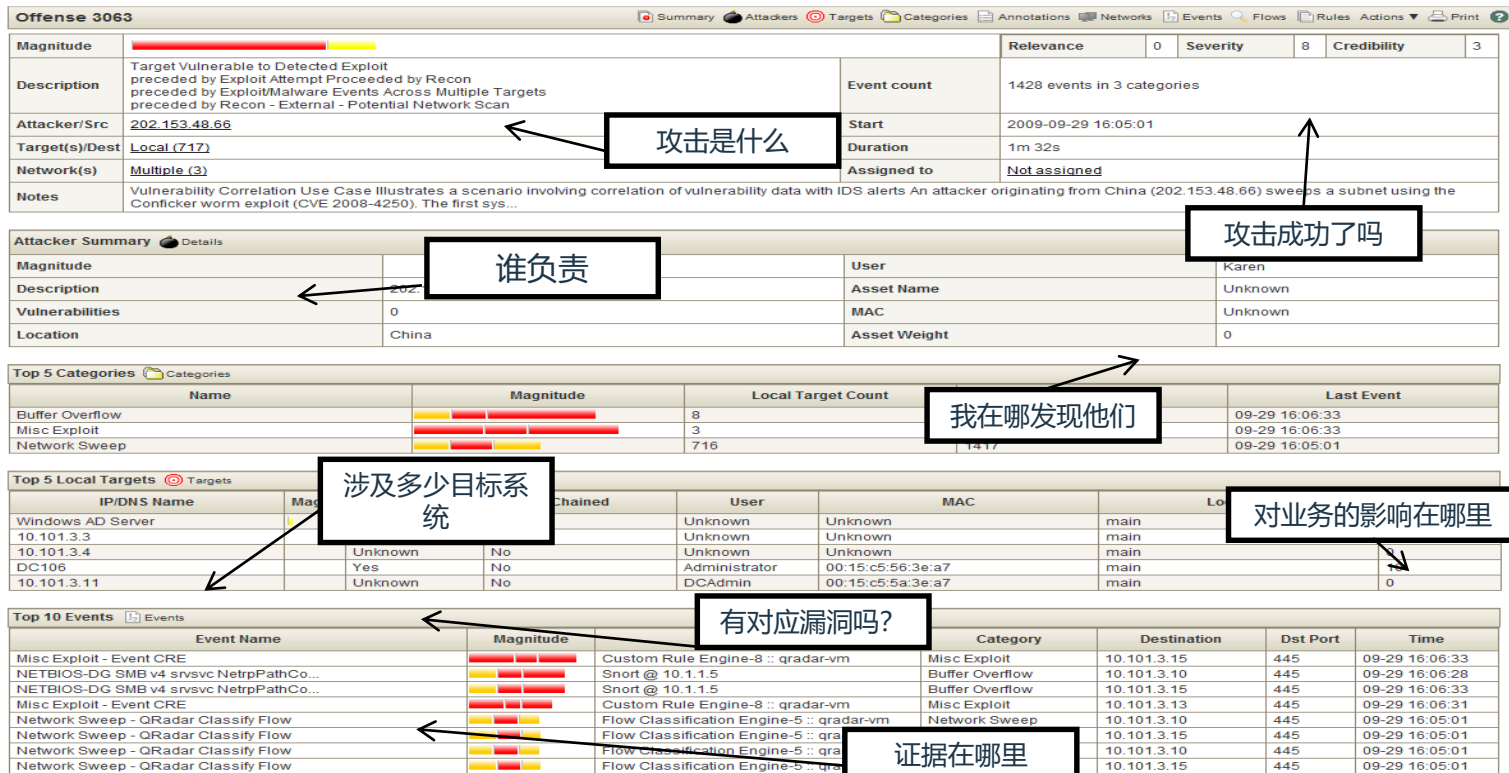 Offense 3063
Summary Attackers Targets Categories Annotations Networks Events Flows Rules Actions ▼ Print
Magnitude Relevance 0 Severity 8 Credibility 3
Description
Target Vulnerable to Detected Exploit
preceded by Exploit Attempt Proceeded by Recon
preceded by Exploit/Malware Events Across Multiple Targets
preceded by Recon - External - Potential Network Scan
Event count 1428 events in 3 categories
Attacker/Src 202.153.48.66
攻击是什么
Start 2009-09-29 16:05:01
Target(s)/Dest Local (717)
Duration 1m 32s
Network(s) Multiple (3)
Assigned to Not assigned
Notes
Vulnerability Correlation Use Case Illustrates a scenario involving correlation of vulnerability data with IDS alerts An attacker originating from China (202.153.48.66) sweeps a subnet using the
Conficker worm exploit (CVE 2008-4250). The first sys...
攻击成功了吗
Attacker Summary Details
谁负责
Magnitude User Karen
Description 202. Asset Name Unknown
Vulnerabilities 0 MAC Unknown
Location China Asset Weight 0
Top 5 Categories Categories
Name Magnitude Local Target Count Last Event
我在哪发现他们
Buffer Overflow 8 09-29 16:06:33
Misc Exploit 3 09-29 16:06:33
Network Sweep 716 1417 09-29 16:05:01
Top 5 Local Targets Targets
涉及多少目标系
统
对业务的影响在哪里
IP/DNS Name Chained User MAC
Windows AD Server Unknown Unknown main
10.101.3.3 Unknown Unknown main
10.101.3.4 Unknown No Unknown Unknown main 0
DC106 Yes No Administrator 00:15:c5:56:3e:a7 main 10
10.101.3.11 Unknown No DCAdmin 00:15:c5:5a:3e:a7 main 0
Top 10 Events Events
有对应漏洞吗?
Event Name Magnitude Category Destination Dst Port Time
Misc Exploit - Event CRE Custom Rule Engine-8 :: qradar-vm Misc Exploit 10.101.3.15 445 09-29 16:06:33
NETBIOS-DG SMB v4 srvsvc NetrpPathCo... Snort @ 10.1.1.5 Buffer Overflow 10.101.3.10 445 09-29 16:06:28
NETBIOS-DG SMB v4 srvsvc NetrpPathCo... Snort @ 10.1.1.5 Buffer Overflow 10.101.3.15 445 09-29 16:06:33
Misc Exploit - Event CRE Custom Rule Engine-8 :: qradar-vm Misc Exploit 10.101.3.13 445 09-29 16:06:31
Network Sweep - QRadar Classify Flow Flow Classification Engine-5 :: qradar-vm Network Sweep 10.101.3.10 445 09-29 16:05:01
Network Sweep - QRadar Classify Flow Flow Classification Engine-5 :: 10.101.3.15 445 09-29 16:05:01
Network Sweep - QRadar Classify Flow Flow Classification Engine-5 :: 10.101.3.10 445 09-29 16:05:01
Network Sweep - QRadar Classify Flow Flow Classification Engine-5 :: 10.101.3.15 445 09-29 16:05:01
证据在哪里